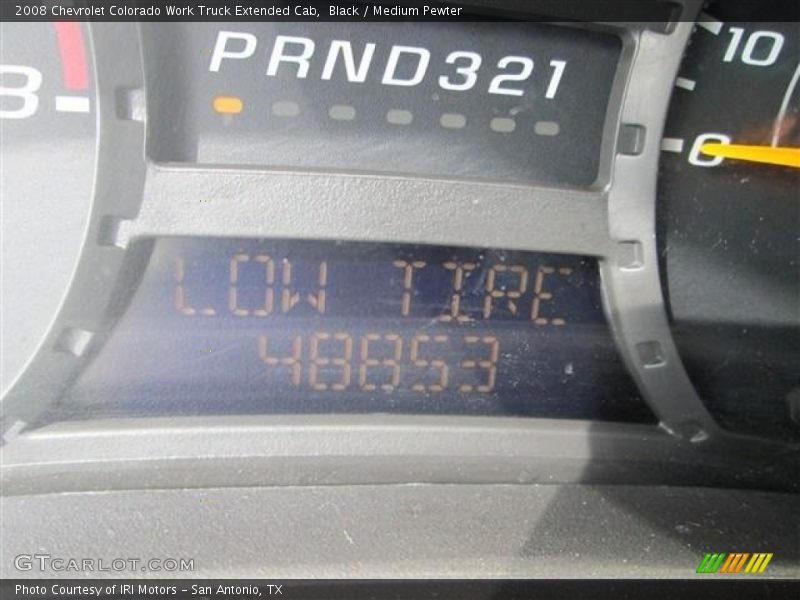 2008 Chevrolet Colorado Work Truck Extended Cab, Black / Medium Pewter
PRND321
10
8
0
LOW TIRE
48853
GTCARLOT.COM
Photo Courtesy of IRI Motors – San Antonio, TX